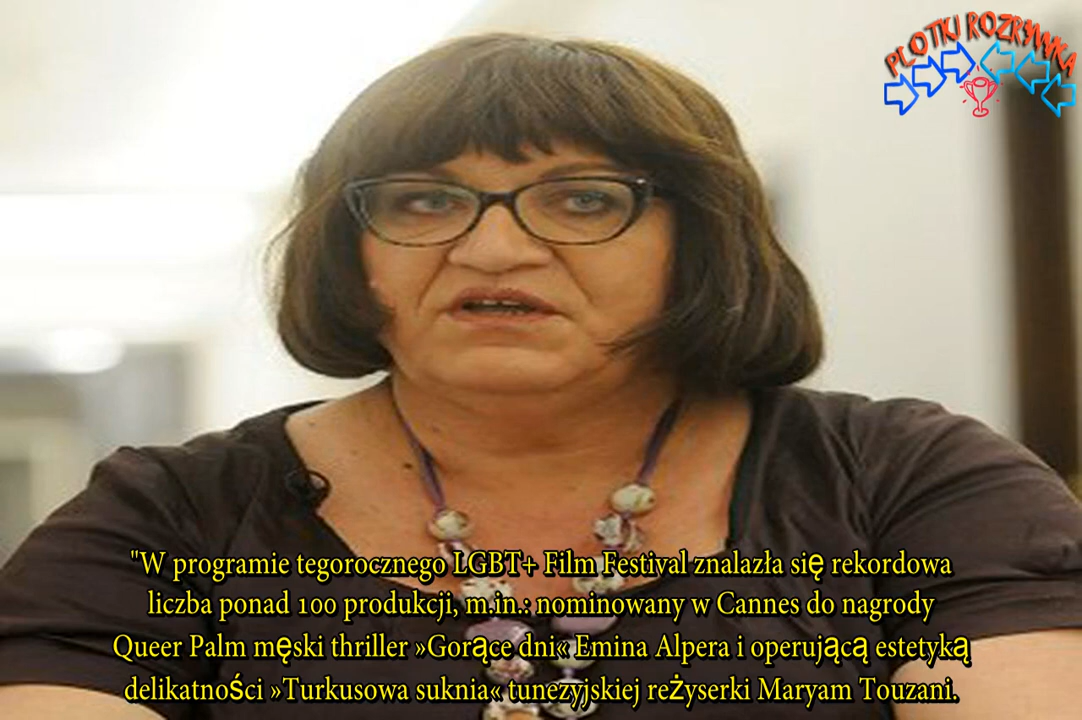 PLOTKI ROZRYWKA
"W programie tegorocznego LGBT+ Film Festival znalazła się rekordowa
liczba ponad 100 produkcji, m.in.: nominowany w Cannes do nagrody
Queer Palm męski thriller »Gorące dni« Emina Alpera i operującą estetyką
delikatności »Turkusowa suknia« tunezyjskiej reżyserki Maryam Touzani.